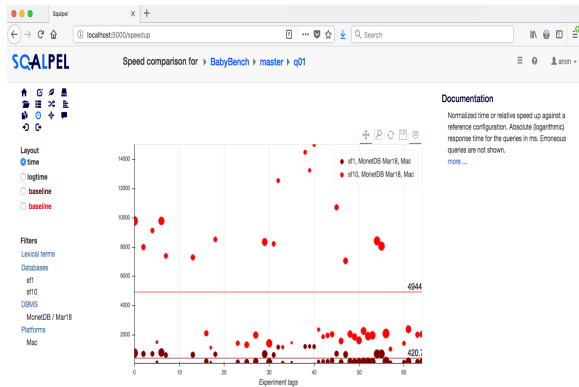 Sqalpel
localhost:5000/speedup
Search
SQALPEL
Speed comparison for BabyBench master q01
anon
Layout
time
logtime
baseline
baseline
Filters
Lexical terms
Databases
sf1
sf10
DBMS
MonetDB / Mar18
Platforms
Mac
14000
12000
10000
8000
6000
4000
2000
sf1, MonetDB Mar18, Mac
sf10, MonetDB Mar18, Mac
4944
420.7
0
10
20
30
40
50
60
Experiment tags
Documentation
Normalized time or relative speed up against a
reference configuration. Absolute (logarithmic)
response time for the queries in ms. Erroneous
queries are not shown.
more ...